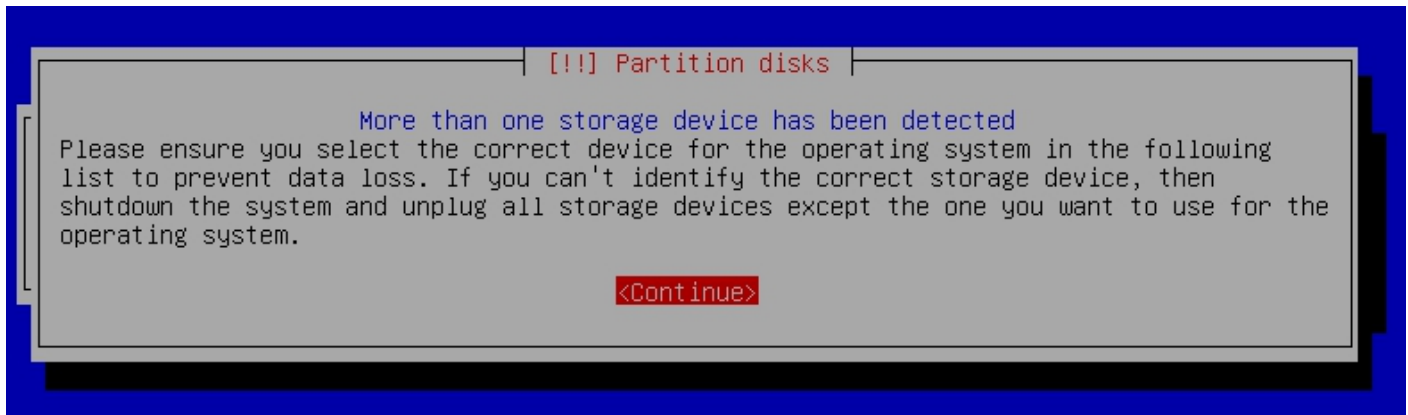 [!!] Partition disks
More than one storage device has been detected
Please ensure you select the correct device for the operating system in the following
list to prevent data loss. If you can't identify the correct storage device, then
shutdown the system and unplug all storage devices except the one you want to use for the
operating system.
<Continue>